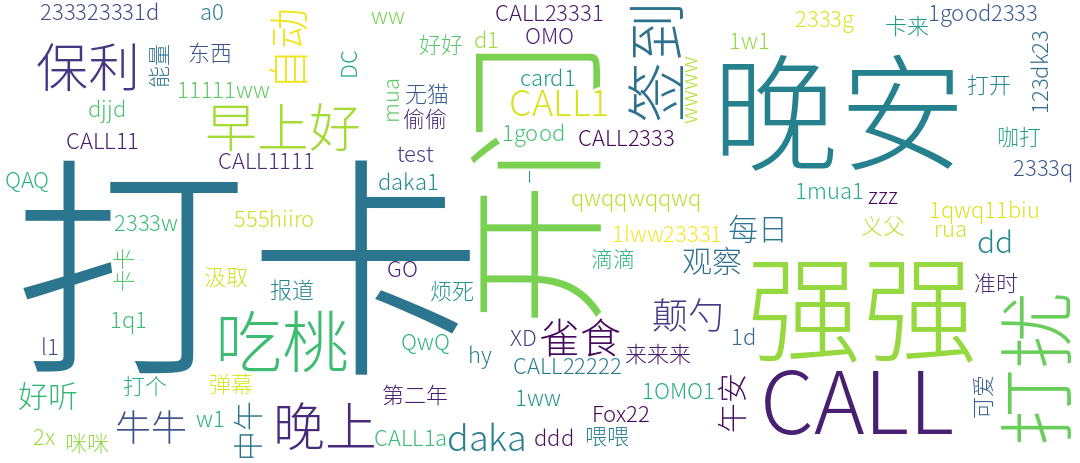 233323331d
a0
ww
CALL23331
2333g
卡来
1good2333
保利
能量
东西
自动
DC
好好
d1
OMO
签到
1w1
晚安
打开
123dk23
djjd
11111ww
mua
无猫
偷偷
card1
CALL1
wwwww
CALL11
早上好
1good
CALL2333
咖打
CALL1111
test
2333q
QAQ
打卡
daka1
早
qwqqwqqwq
1mua1
zzz
1qwq11biu
2333w
555hiiro
1lww23331
每日
义父
rua
dd
卡卡
GO
滴滴
观察
强强
准时
汲取
报道
烦死
1q1
吃桃
颠勺
打扰
l1
QwQ
XD
雀食
1d
hy
来来来
CALL22222
好听
打个
弹幕
第二年
1ww
1OMO1
午安
CALL
可爱
牛牛
w1
中午
晚上
Fox22
2x
咪咪
CALL1a
daka
ddd
喂喂